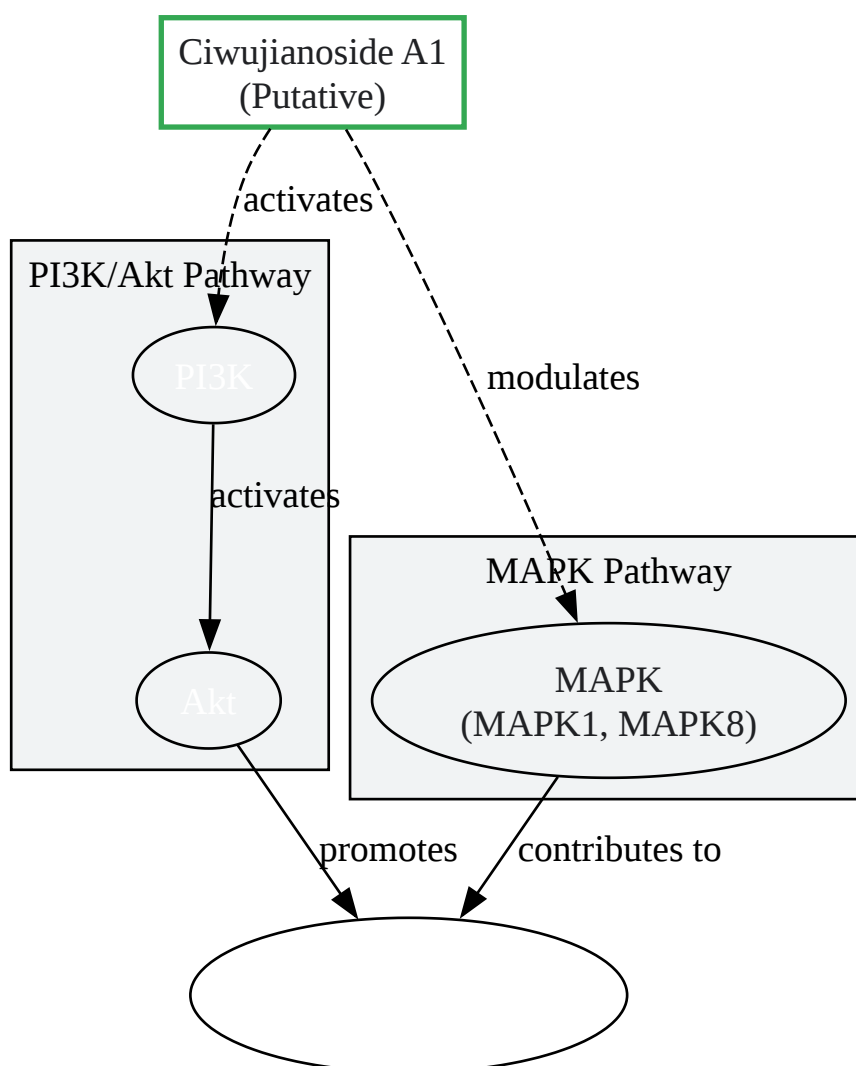 Ciwujianoside A1
(Putative)
activates
PI3K/Akt Pathway
PI3K
modulates
activates
MAPK Pathway
Akt
MAPK
(MAPK1, MAPK8)
promotes
contributes to